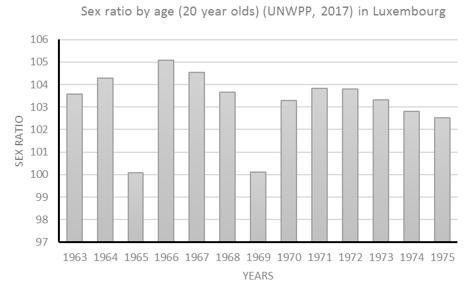 Sex ratio by age (20 year olds) (UNWPP, 2017) in Luxembourg
106
105
104
103
102
101
100
99
98
97
SEX RATIO
1963 1964 1965 1966 1967 1968 1969 1970 1971 1972 1973 1974 1975
YEARS